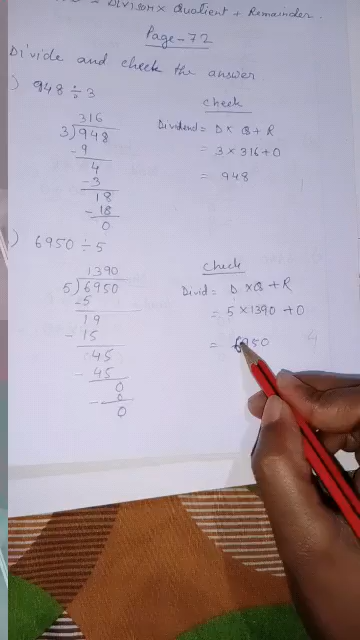 = Divisor x Quotient + Remainder.
Page-72
Divide and check the answer
) 948 ÷ 3
check
316
Dividend = D x Q + R
3)948
= 3 x 316+0
-9
4
= 948
-3
18
-18
0
) 6950 ÷ 5
check
1390
Divid = D x Q + R
5)6950
-5
= 5 x 1390 + 0
19
-15
= 6950
45
-45
0
- 0
0